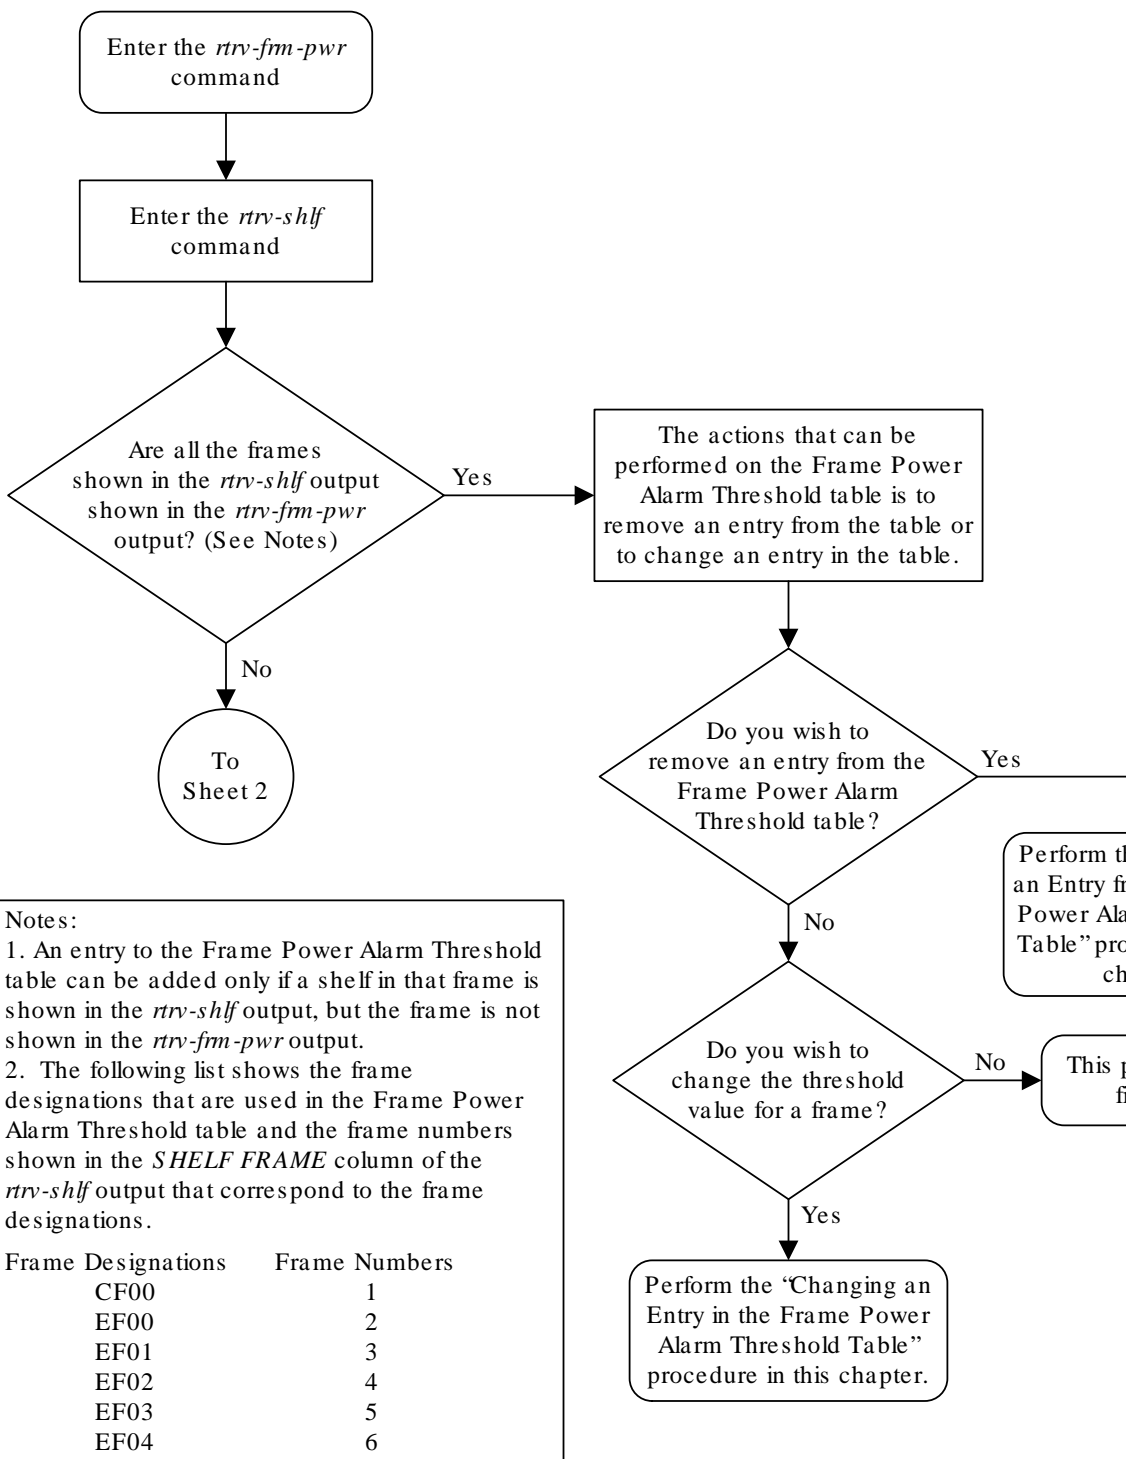 Enter the rtrv-frm-pwr
command
Enter the rtrv-shlf
command
Are all the frames
shown in the rtrv-shlf output
shown in the rtrv-frm-pwr
output? (See Notes)
Yes
No
To
Sheet 2
The actions that can be
performed on the Frame Power
Alarm Threshold table is to
remove an entry from the table or
to change an entry in the table.
Do you wish to
remove an entry from the
Frame Power Alarm
Threshold table?
Yes
No
Perform
an Entry
Power
Table”
Do you wish to
change the threshold
value for a frame?
No
This
Yes
Perform the “Changing an
Entry in the Frame Power
Alarm Threshold Table”
procedure in this chapter.
Notes:
1. An entry to the Frame Power Alarm Threshold
table can be added only if a shelf in that frame is
shown in the rtrv-shlf output, but the frame is not
shown in the rtrv-frm-pwr output.
2. The following list shows the frame
designations that are used in the Frame Power
Alarm Threshold table and the frame numbers
shown in the SHELF FRAME column of the
rtrv-shlf output that correspond to the frame
designations.
Frame Designations Frame Numbers
CF00 1
EF00 2
EF01 3
EF02 4
EF03 5
EF04 6